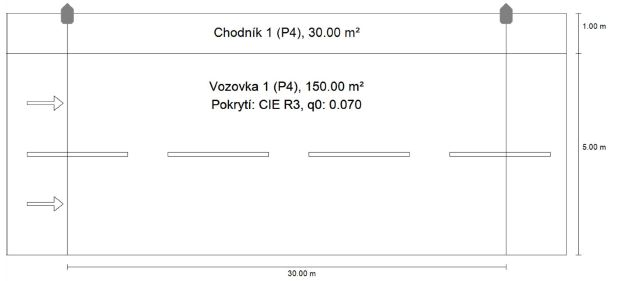 1.00 m
Chodník 1 (P4), 30.00 m²
Vozovka 1 (P4), 150.00 m²
Pokrytí: CIE R3, q0: 0.070
5.00 m
30.00 m